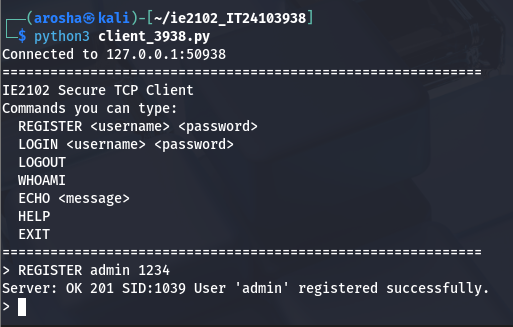 ┌──(arosha㉿kali)-[~/ie2102_IT24103938]
└─$ python3 client_3938.py
Connected to 127.0.0.1:50938
============================================================
IE2102 Secure TCP Client
Commands you can type:
  REGISTER <username> <password>
  LOGIN <username> <password>
  LOGOUT
  WHOAMI
  ECHO <message>
  HELP
  EXIT
============================================================
> REGISTER admin 1234
Server: OK 201 SID:1039 User 'admin' registered successfully.
>